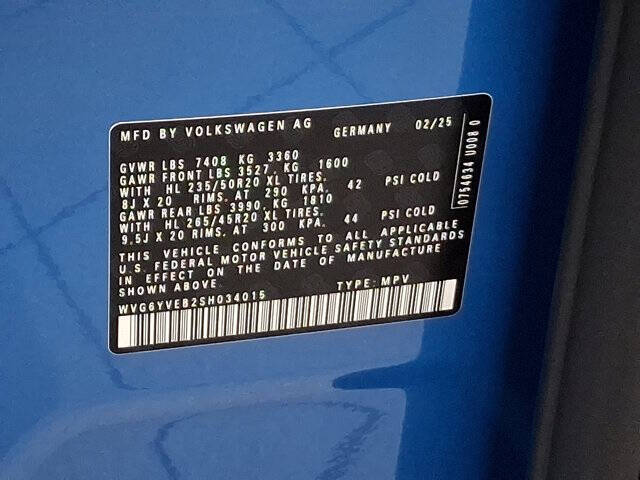 MFD BY VOLKSWAGEN AG GERMANY 02/25
GVWR LBS 7408 KG 3360
GAWR FRONT LBS 3527 KG 1600
WITH HL 235/50R20 XL TIRES.
8J X 20 RIMS. AT 290 KPA. 42 PSI COLD
GAWR REAR LBS 3990 KG 1810
WITH HL 265/45R20 XL TIRES.
9.5J X 20 RIMS. AT 300 KPA. 44 PSI COLD
THIS VEHICLE CONFORMS TO ALL APPLICABLE
U.S. FEDERAL MOTOR VEHICLE SAFETY STANDARDS
IN EFFECT ON THE DATE OF MANUFACTURE
SHOWN ABOVE.
WVG6YVEB2SH034015 TYPE: MPV
10754634 U008 0